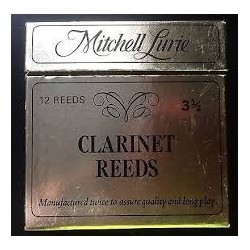 Mitchell Lurie
12 REEDS
3½
CLARINET
REEDS
Manufactured twice to assure quality and long play.